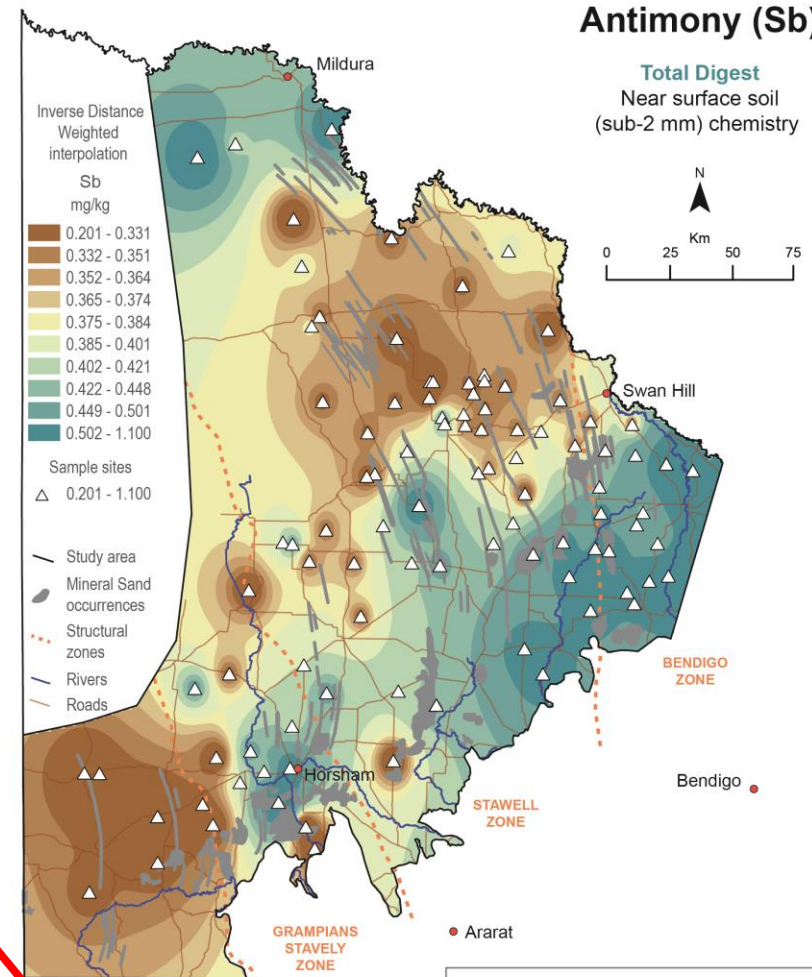 Antimony (Sb)
Total Digest
Near surface soil
(sub-2 mm) chemistry
N
Km
0 25 50 75
Inverse Distance
Weighted
interpolation
Sb
mg/kg
0.201 - 0.331
0.332 - 0.351
0.352 - 0.364
0.365 - 0.374
0.375 - 0.384
0.385 - 0.401
0.402 - 0.421
0.422 - 0.448
0.449 - 0.501
0.502 - 1.100
Sample sites
0.201 - 1.100
Study area
Mineral Sand
occurrences
Structural
zones
Rivers
Roads
Mildura
Swan Hill
BENDIGO
ZONE
Horsham
Bendigo
STAWELL
ZONE
GRAMPIANS
STAVELY
ZONE
Ararat